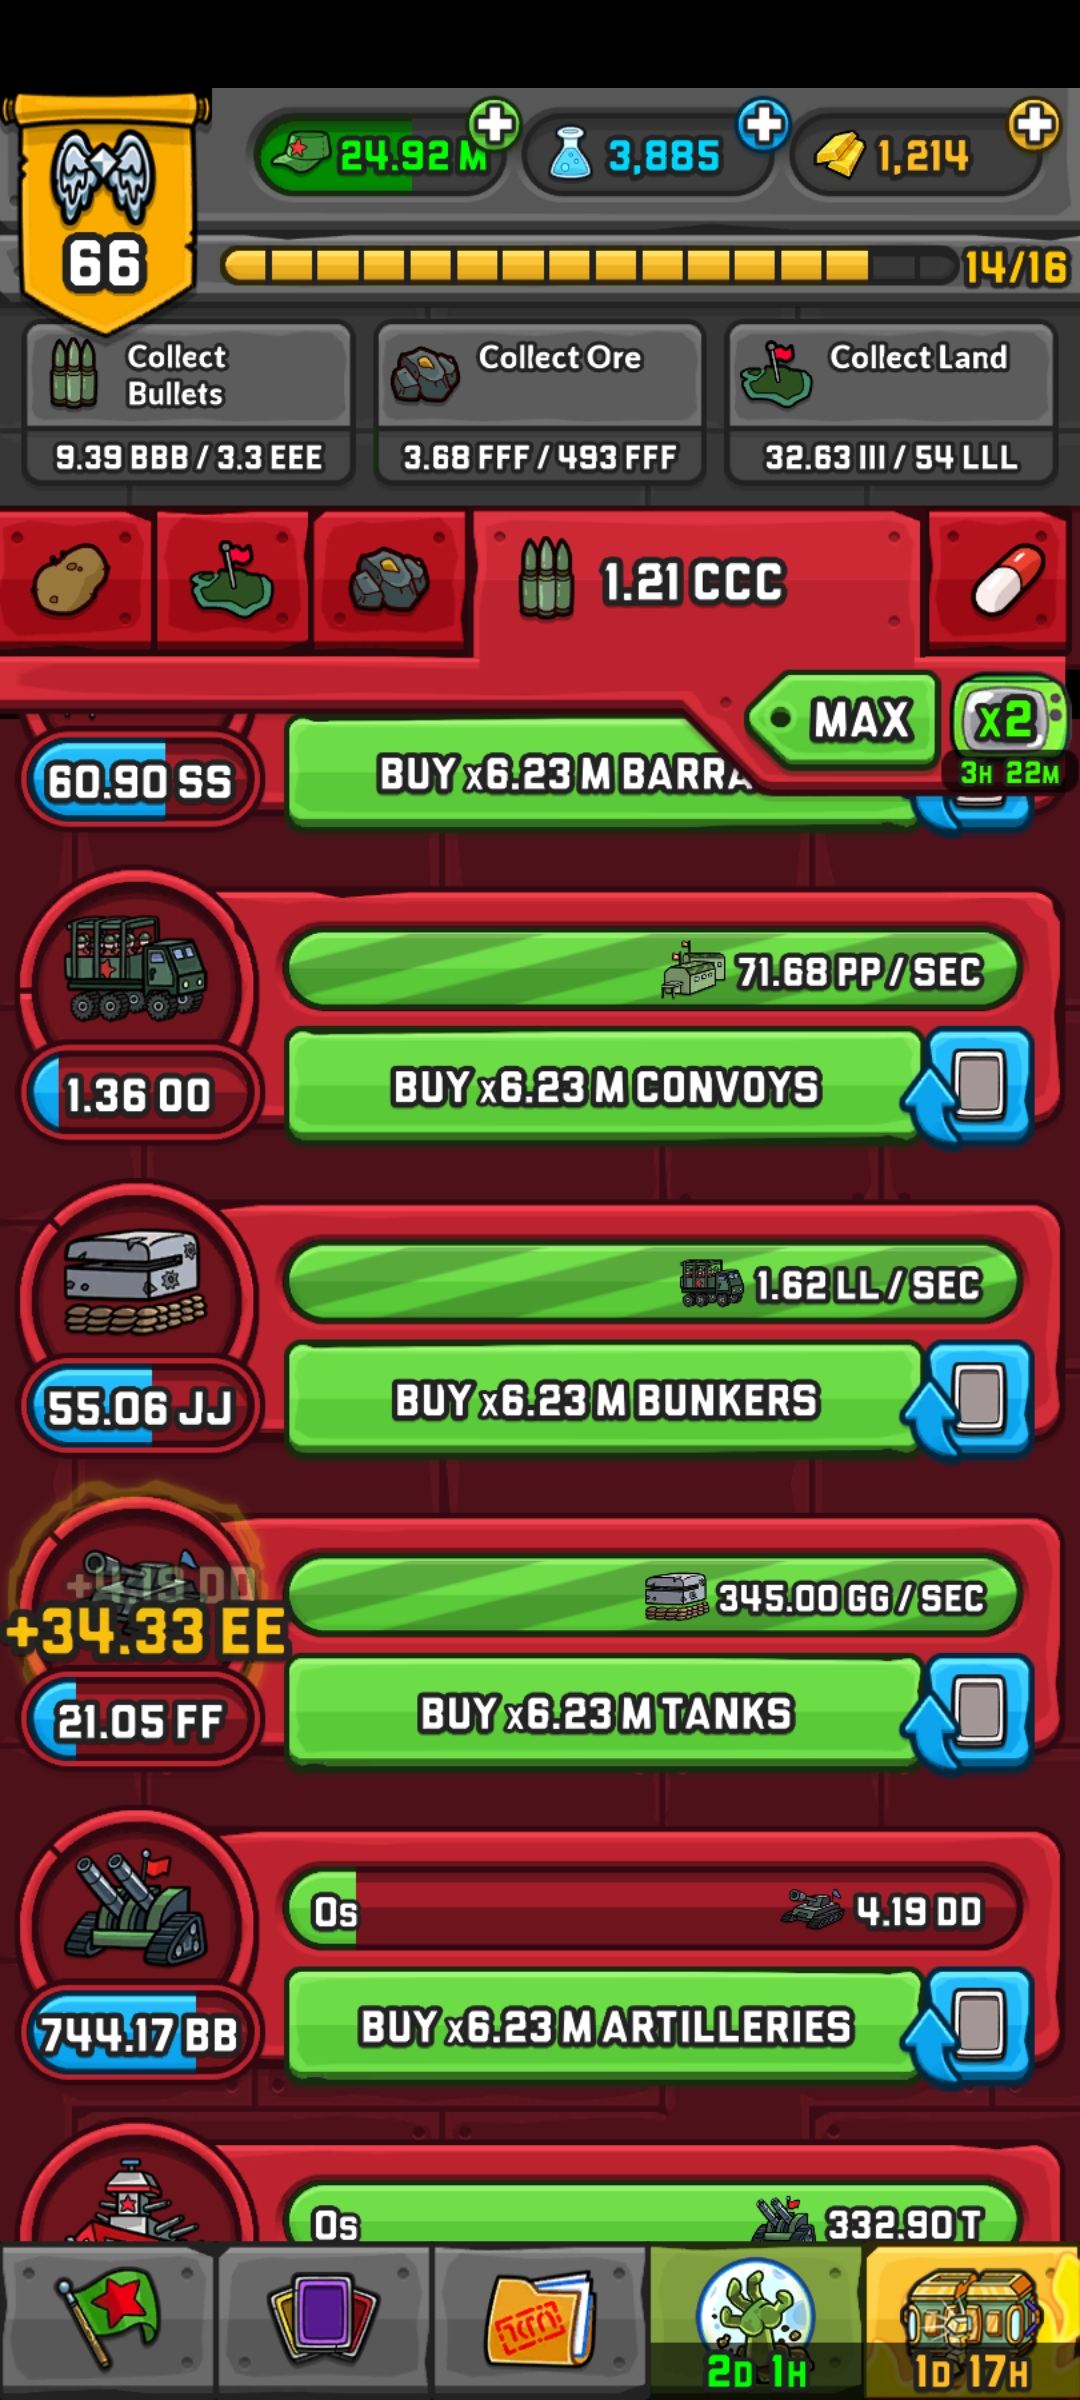 24.92 M
3,885
1,214
66
14/16
Collect
Bullets
9.39 BBB / 3.3 EEE
Collect Ore
3.68 FFF / 493 FFF
Collect Land
32.63 III / 54 LLL
1.21 CCC
MAX
x2
3H 22M
60.90 SS
BUY x6.23 M BARRA
71.68 PP / SEC
1.36 OO
BUY x6.23 M CONVOYS
1.62 LL / SEC
55.06 JJ
BUY x6.23 M BUNKERS
+4.19 DD
+34.33 EE
345.00 GG / SEC
21.05 FF
BUY x6.23 M TANKS
0s
4.19 DD
744.17 BB
BUY x6.23 M ARTILLERIES
0s
332.90 T
2D 1H
1D 17H